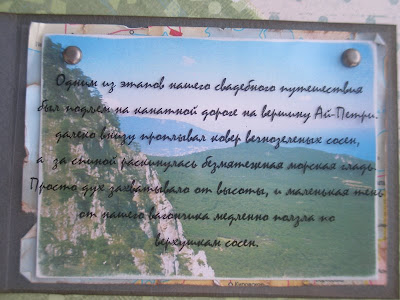 Одним из этапов нашего свадебного путешествия
был подъем на канатной дороге на вершину Ай-Петри.
далеко внизу проплывал ковер вечнозеленых сосен,
а за спиной раскинулась безмятежная морская гладь.
Просто дух захватывало от высоты, и маленькая тень
от нашего вагончика медленно ползла по
верхушкам сосен.